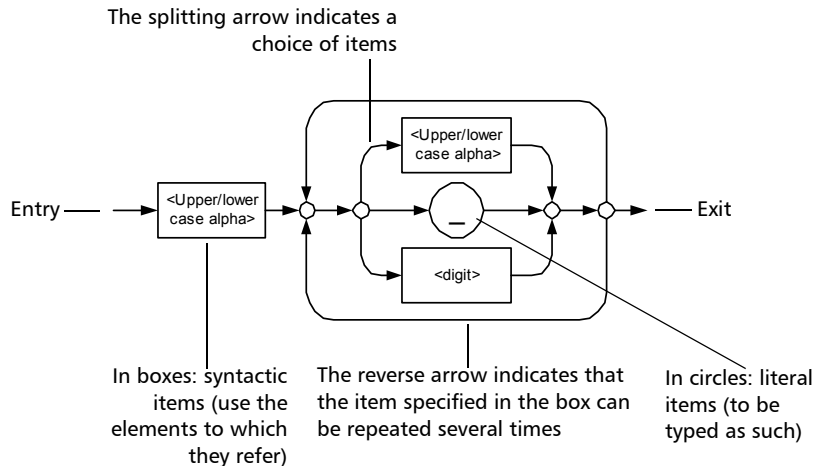 The splitting arrow indicates a
choice of items
<Upper/lower
case alpha>
Entry
<Upper/lower
case alpha>
_
Exit
<digit>
In boxes: syntactic
items (use the
elements to which
they refer)
The reverse arrow indicates that
the item specified in the box can
be repeated several times
In circles: literal
items (to be
typed as such)